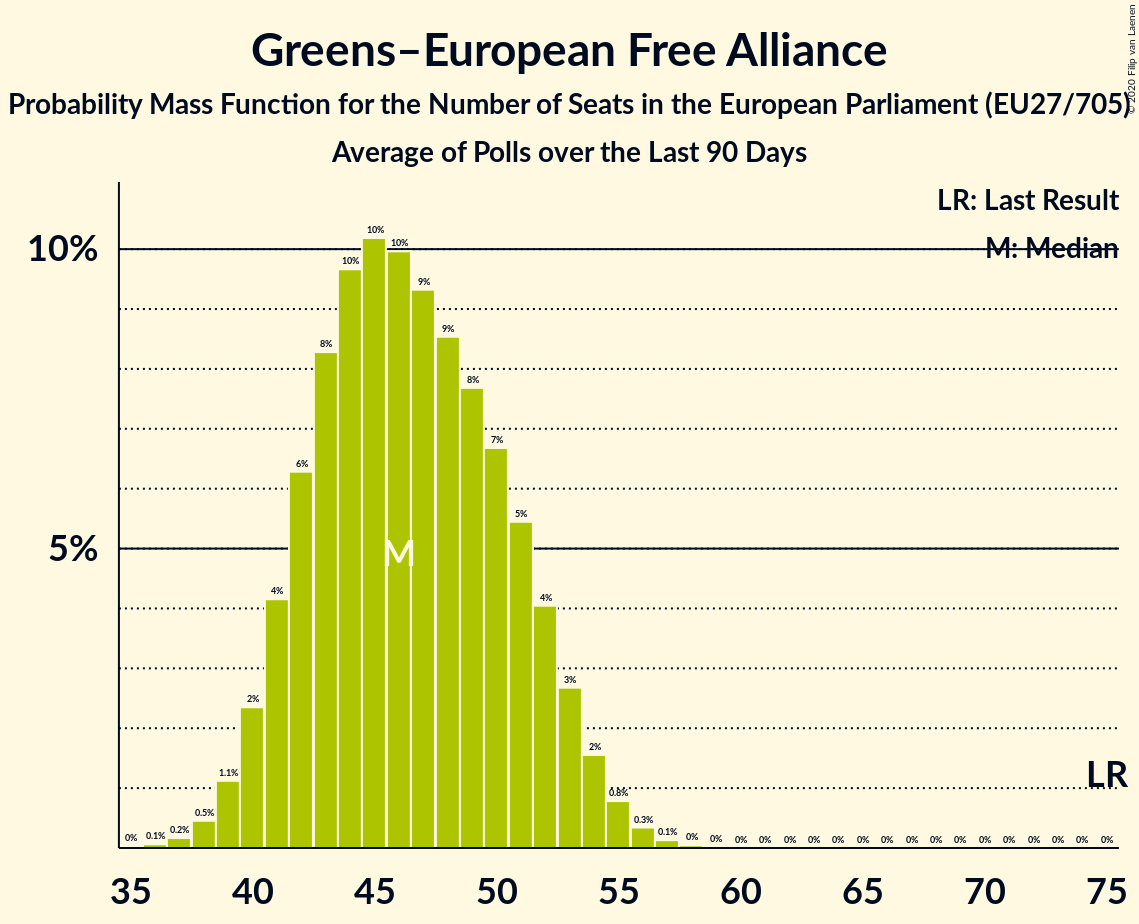 Greens–European Free Alliance
Probability Mass Function for the Number of Seats in the European Parliament (EU27/705)
Average of Polls over the Last 90 Days
© 2020 Filip van Laenen
LR: Last Result
M: Median
10%
5%
0% 0.1% 0.2% 0.5% 1.1% 2% 4% 6% 8% 10% 10% 10% 9% 9% 8% 7% 5% 4% 3% 2% 0.8% 0.3% 0.1% 0% 0% 0% 0% 0% 0% 0% 0% 0% 0% 0% 0% 0% 0% 0% 0% 0% 0%
M
LR
35 40 45 50 55 60 65 70 75